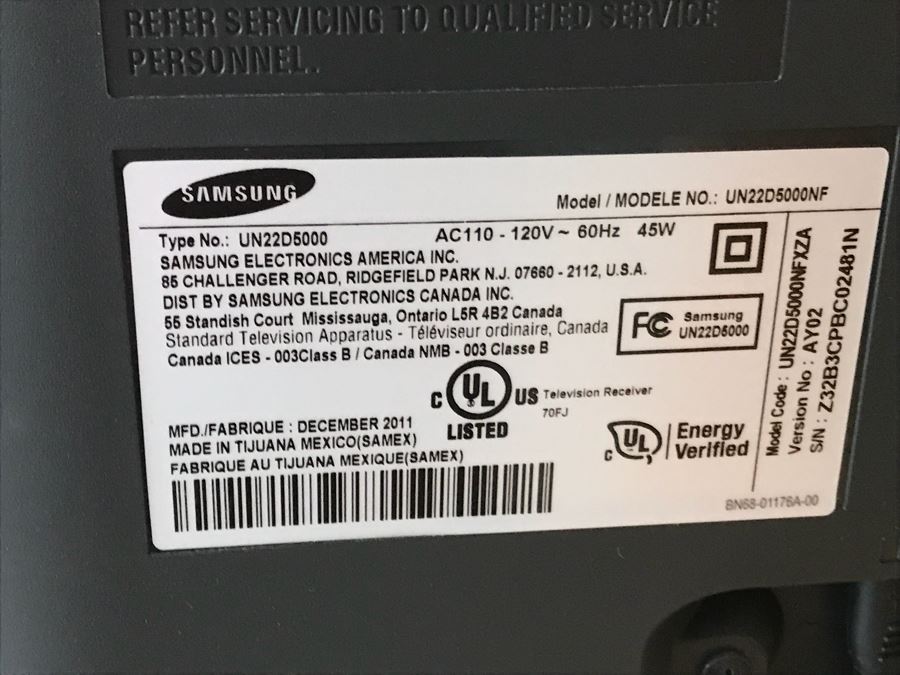 REFER SERVICING TO QUALIFIED SERVICE
PERSONNEL.
SAMSUNG
Model / MODELE NO.: UN22D5000NF
Type No.: UN22D5000
AC110 - 120V ~ 60Hz 45W
SAMSUNG ELECTRONICS AMERICA INC.
85 CHALLENGER ROAD, RIDGEFIELD PARK N.J. 07660 - 2112, U.S.A.
DIST BY SAMSUNG ELECTRONICS CANADA INC.
55 Standish Court Mississauga, Ontario L5R 4B2 Canada
Standard Television Apparatus - Téléviseur ordinaire, Canada
Canada ICES - 003Class B / Canada NMB - 003 Classe B
FC Samsung
UN22D5000
C UL US Television Receiver
70FJ
LISTED
MFD./FABRIQUE : DECEMBER 2011
MADE IN TIJUANA MEXICO(SAMEX)
FABRIQUE AU TIJUANA MEXIQUE(SAMEX)
C UL Energy
Verified
BN68-01176A-00
Model Code : UN22D5000NFXZA
Version No : AY02
S/N : Z32B3CPBC02481N